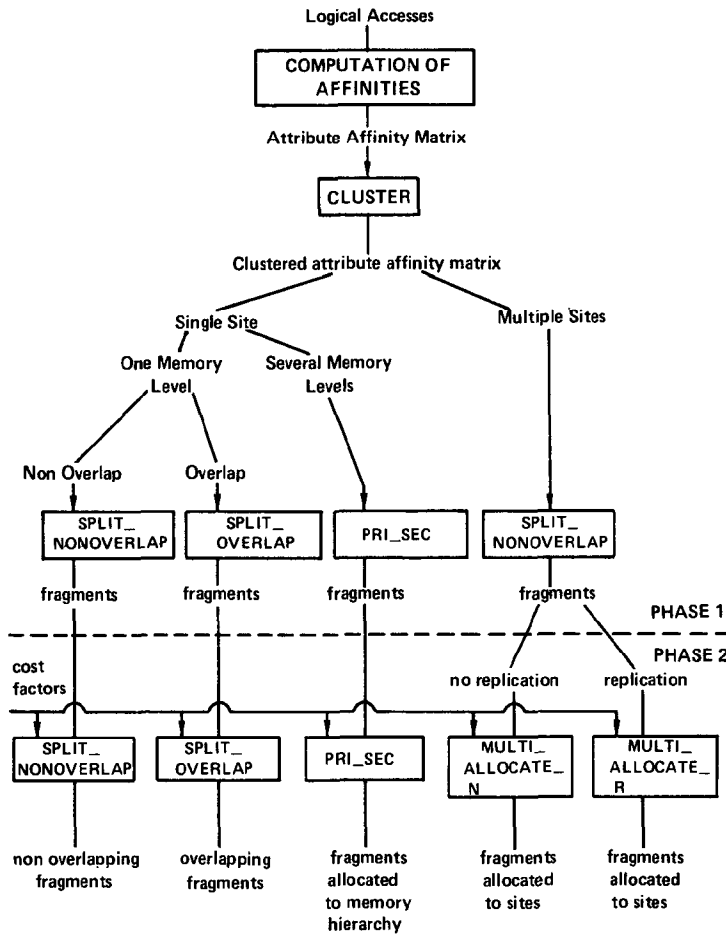 Logical Accesses
COMPUTATION OF
AFFINITIES
Attribute Affinity Matrix
CLUSTER
Clustered attribute affinity matrix
Single Site
Multiple Sites
One Memory
Level
Several Memory
Levels
Non Overlap
Overlap
SPLIT_
NONOVERLAP
SPLIT_
OVERLAP
PRI_SEC
SPLIT_
NONOVERLAP
fragments
fragments
fragments
fragments
PHASE 1
PHASE 2
cost
factors
no replication
replication
SPLIT_
NONOVERLAP
SPLIT_
OVERLAP
PRI_SEC
MULTI_
ALLOCATE_
N
MULTI_
ALLOCATE_
R
non overlapping
fragments
overlapping
fragments
fragments
allocated
to memory
hierarchy
fragments
allocated
to sites
fragments
allocated
to sites